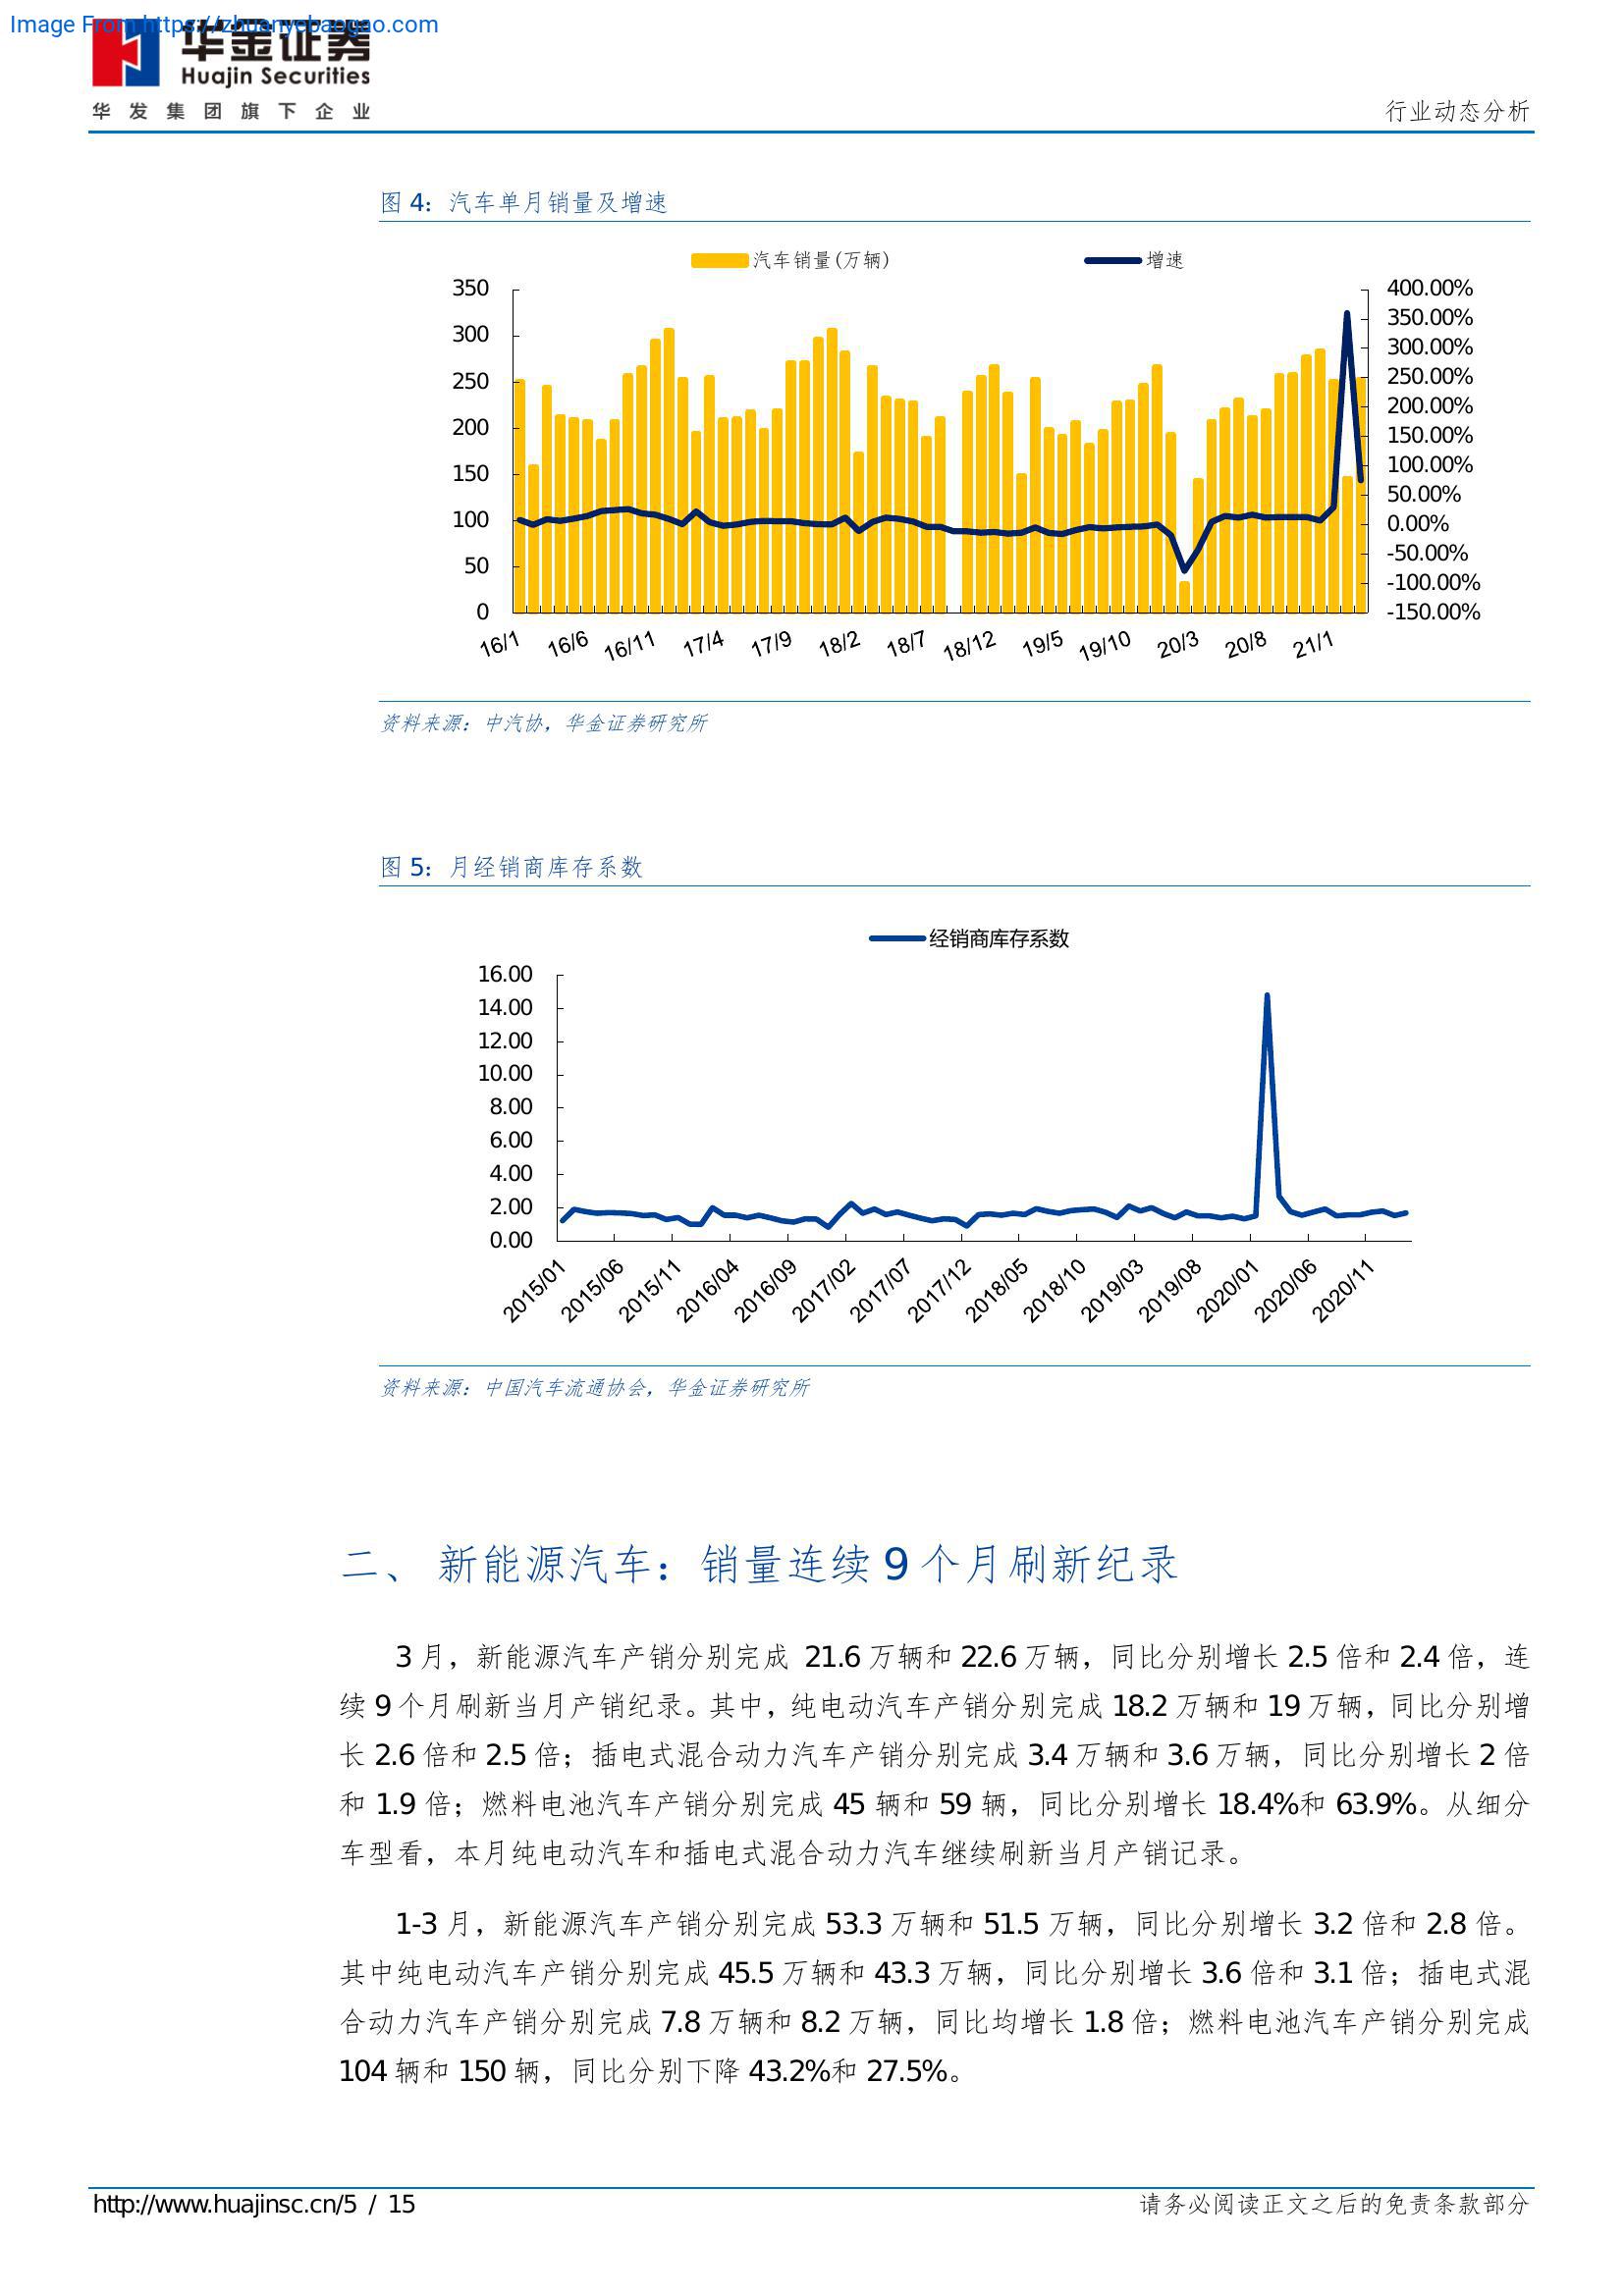 Image From https://zhuanyebaogao.com
华金证券
Huajin Securities
华发集团旗下企业
行业动态分析
图 4：汽车单月销量及增速
汽车销量(万辆) 增速
350 400.00%
300 350.00%
250 300.00%
200 250.00%
150 200.00%
100 150.00%
50 100.00%
0 50.00%
0.00%
-50.00%
-100.00%
-150.00%
16/1 16/6 16/11 17/4 17/9 18/2 18/7 18/12 19/5 19/10 20/3 20/8 21/1
资料来源：中汽协，华金证券研究所
图 5：月经销商库存系数
经销商库存系数
16.00
14.00
12.00
10.00
8.00
6.00
4.00
2.00
0.00
2015/01 2015/06 2015/11 2016/04 2016/09 2017/02 2017/07 2017/12 2018/05 2018/10 2019/03 2019/08 2020/01 2020/06 2020/11
资料来源：中国汽车流通协会，华金证券研究所
二、 新能源汽车：销量连续 9 个月刷新纪录
3 月，新能源汽车产销分别完成 21.6 万辆和 22.6 万辆，同比分别增长 2.5 倍和 2.4 倍，连
续 9 个月刷新当月产销纪录。其中，纯电动汽车产销分别完成 18.2 万辆和 19 万辆，同比分别增
长 2.6 倍和 2.5 倍；插电式混合动力汽车产销分别完成 3.4 万辆和 3.6 万辆，同比分别增长 2 倍
和 1.9 倍；燃料电池汽车产销分别完成 45 辆和 59 辆，同比分别增长 18.4%和 63.9%。从细分
车型看，本月纯电动汽车和插电式混合动力汽车继续刷新当月产销记录。
1-3 月，新能源汽车产销分别完成 53.3 万辆和 51.5 万辆，同比分别增长 3.2 倍和 2.8 倍。
其中纯电动汽车产销分别完成 45.5 万辆和 43.3 万辆，同比分别增长 3.6 倍和 3.1 倍；插电式混
合动力汽车产销分别完成 7.8 万辆和 8.2 万辆，同比均增长 1.8 倍；燃料电池汽车产销分别完成
104 辆和 150 辆，同比分别下降 43.2%和 27.5%。
http://www.huajinsc.cn/5 / 15
请务必阅读正文之后的免责条款部分